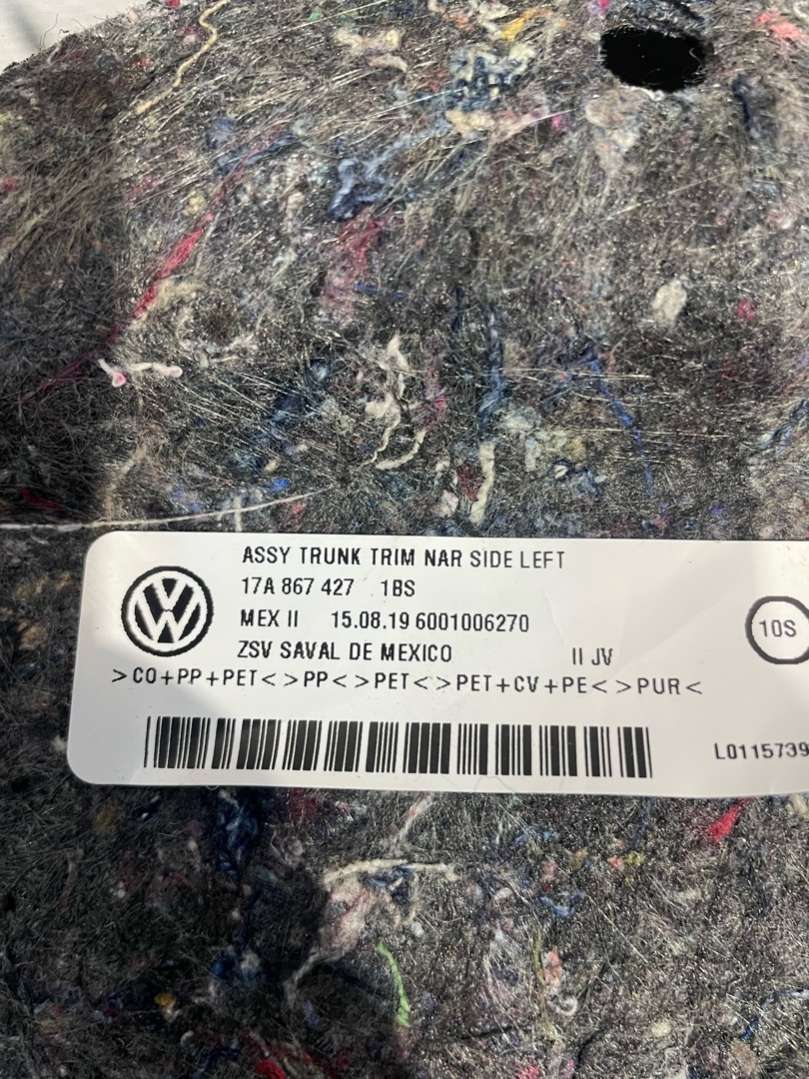 ASSY TRUNK TRIM NAR SIDE LEFT
17A 867 427 1BS
MEX II 15.08.19 6001006270
ZSV SAVAL DE MEXICO II JV
10S
>CO+PP+PET<>PP<>PET<>PET+CV+PE<>PUR<
L0115739